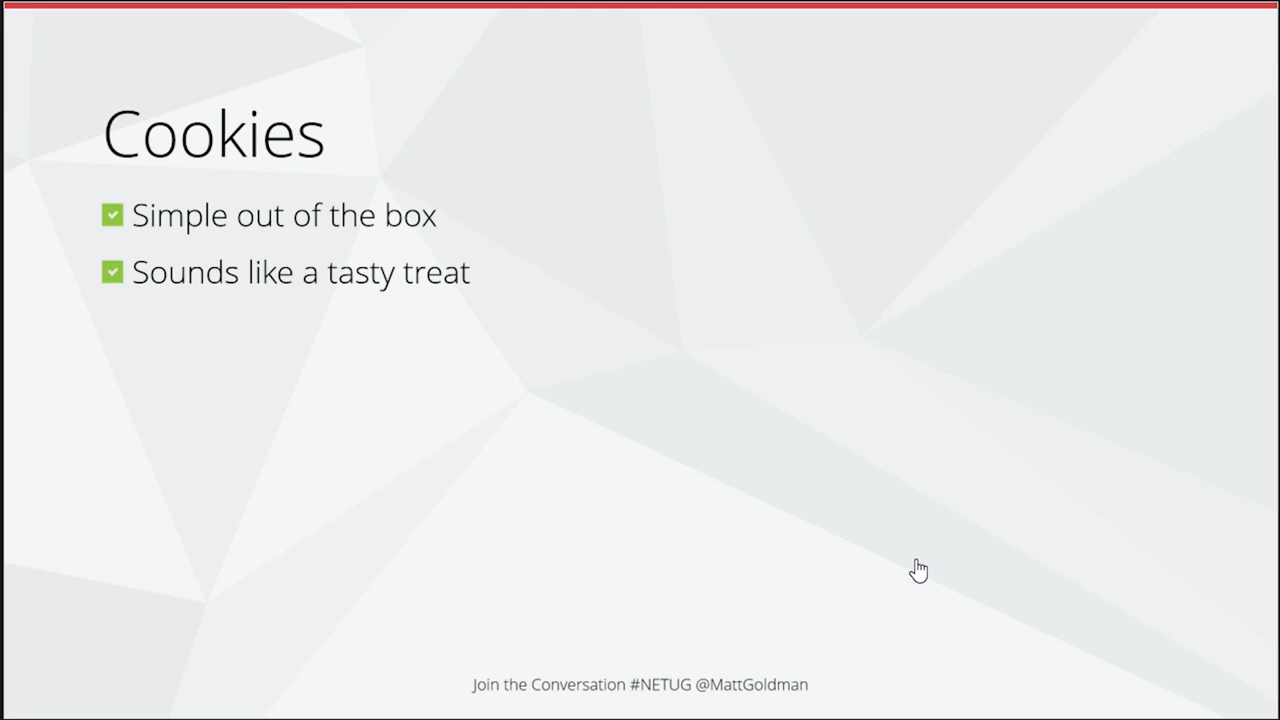 Cookies
Simple out of the box
Sounds like a tasty treat
Join the Conversation #NETUG @MattGoldman